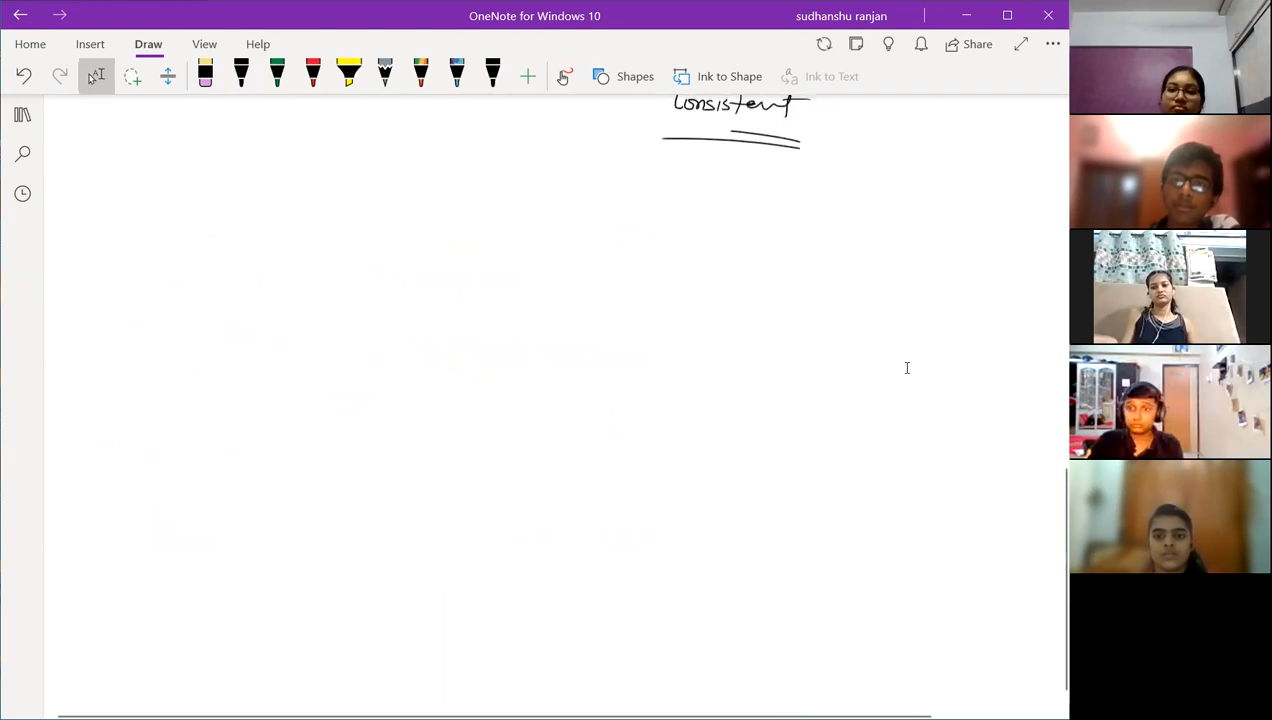 OneNote for Windows 10
sudhanshu ranjan
Home Insert Draw View Help
Share
Shapes Ink to Shape Ink to Text
Consistent